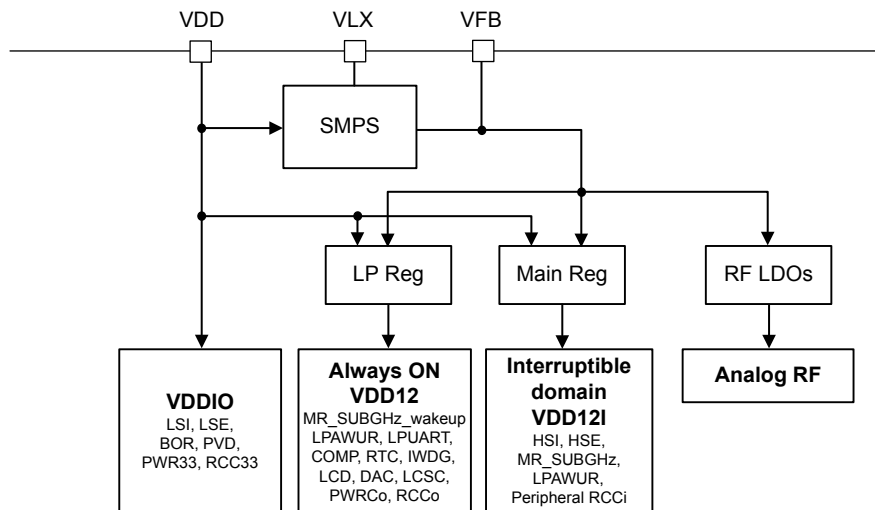 VDD VLX VFB
SMPS
LP Reg Main Reg RF LDOs
VDDIO
LSI, LSE,
BOR, PVD,
PWR33, RCC33
Always ON
VDD12
MR_SUBGHz_wakeup
LPAWUR, LPUART,
COMP, RTC, IWDG,
LCD, DAC, LCSC,
PWRCo, RCCo
Interruptible
domain
VDD12I
HSI, HSE,
MR_SUBGHz,
LPAWUR,
Peripheral RCCi
Analog RF